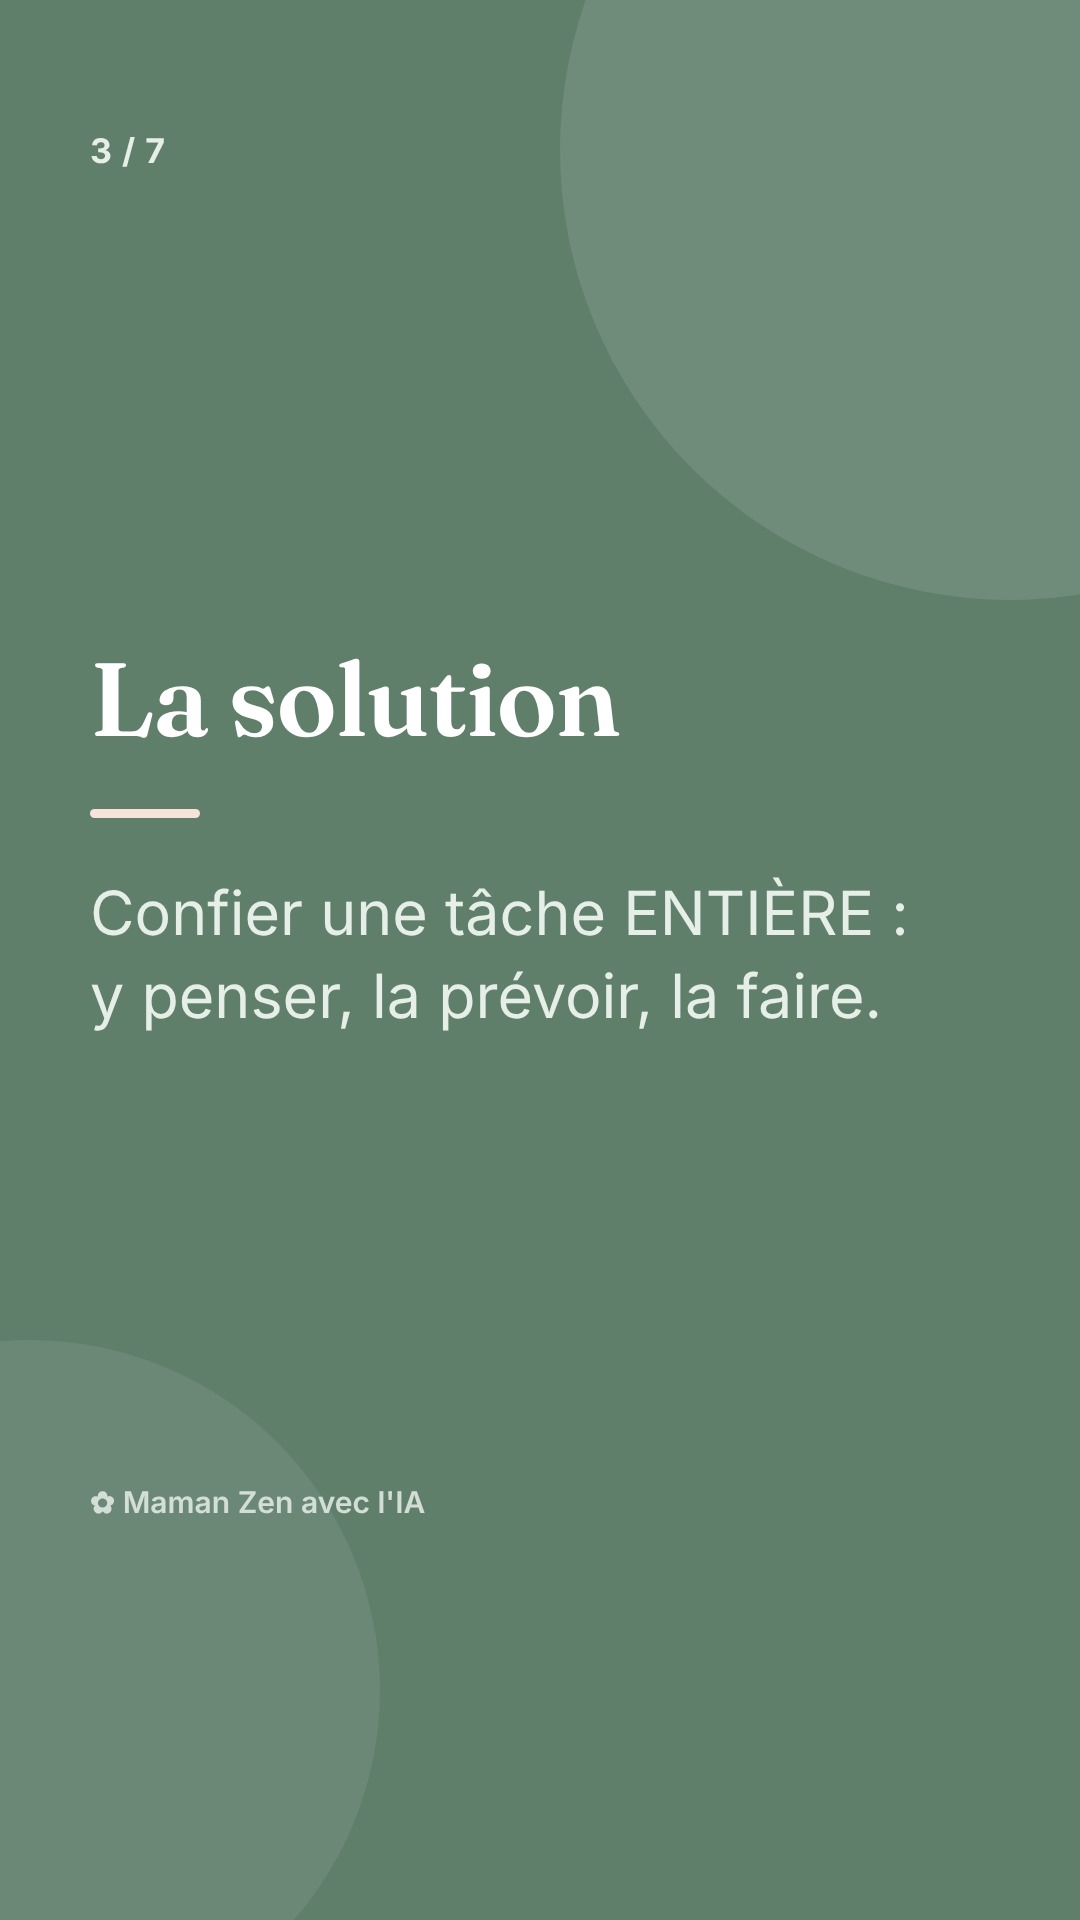 3 / 7
La solution
Confier une tâche ENTIÈRE :
y penser, la prévoir, la faire.
✿ Maman Zen avec l'IA